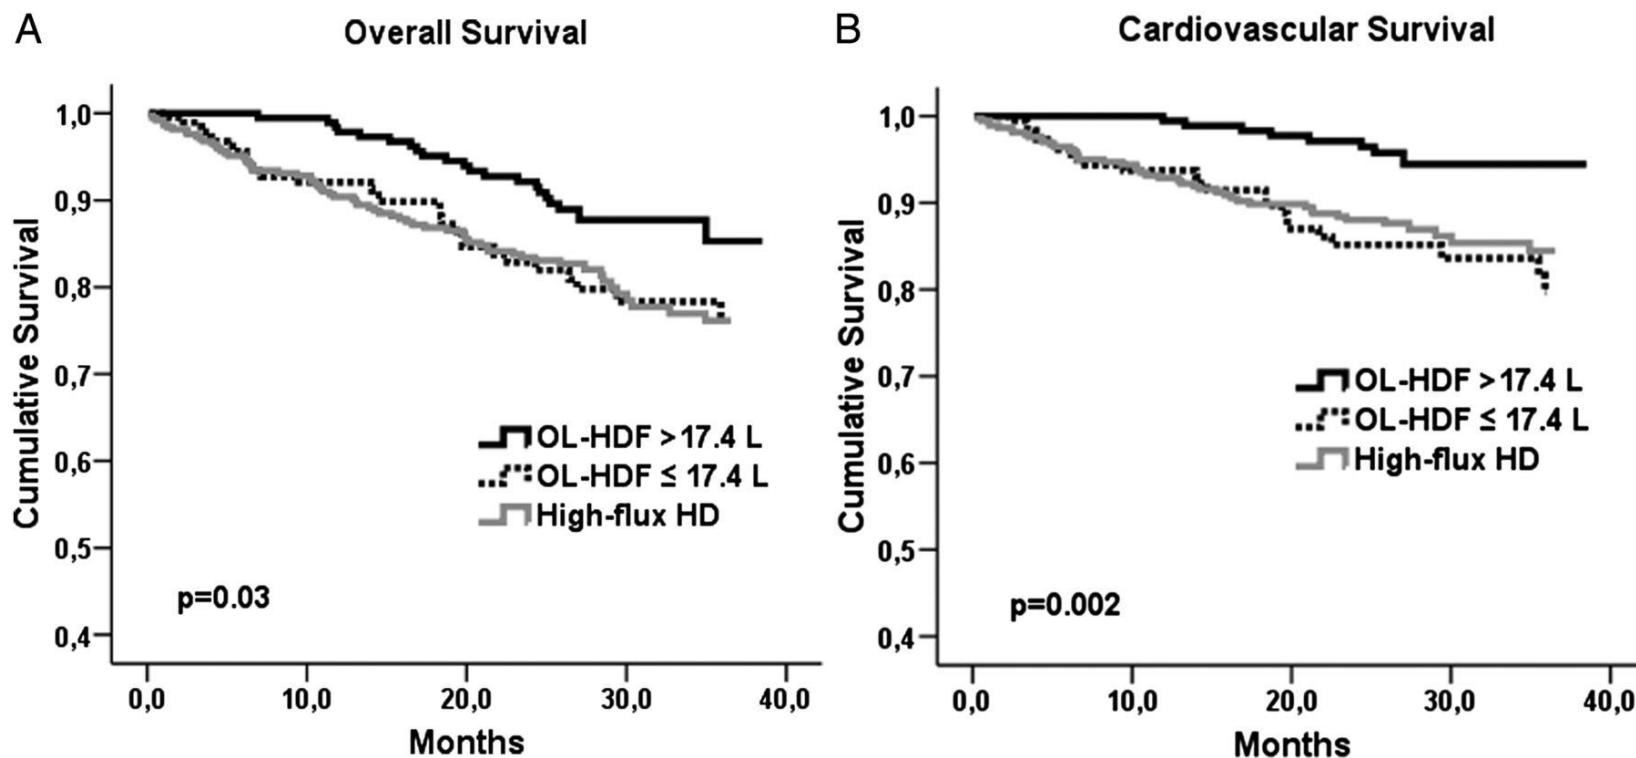 A
Overall Survival
Cumulative Survival
1,0
0,9
0,8
0,7
0,6
0,5
0,4
OL-HDF >17.4 L
OL-HDF ≤ 17.4 L
High-flux HD
p=0.03
0,0 10,0 20,0 30,0 40,0
Months
B
Cardiovascular Survival
Cumulative Survival
1,0
0,9
0,8
0,7
0,6
0,5
0,4
OL-HDF >17.4 L
OL-HDF ≤ 17.4 L
High-flux HD
p=0.002
0,0 10,0 20,0 30,0 40,0
Months